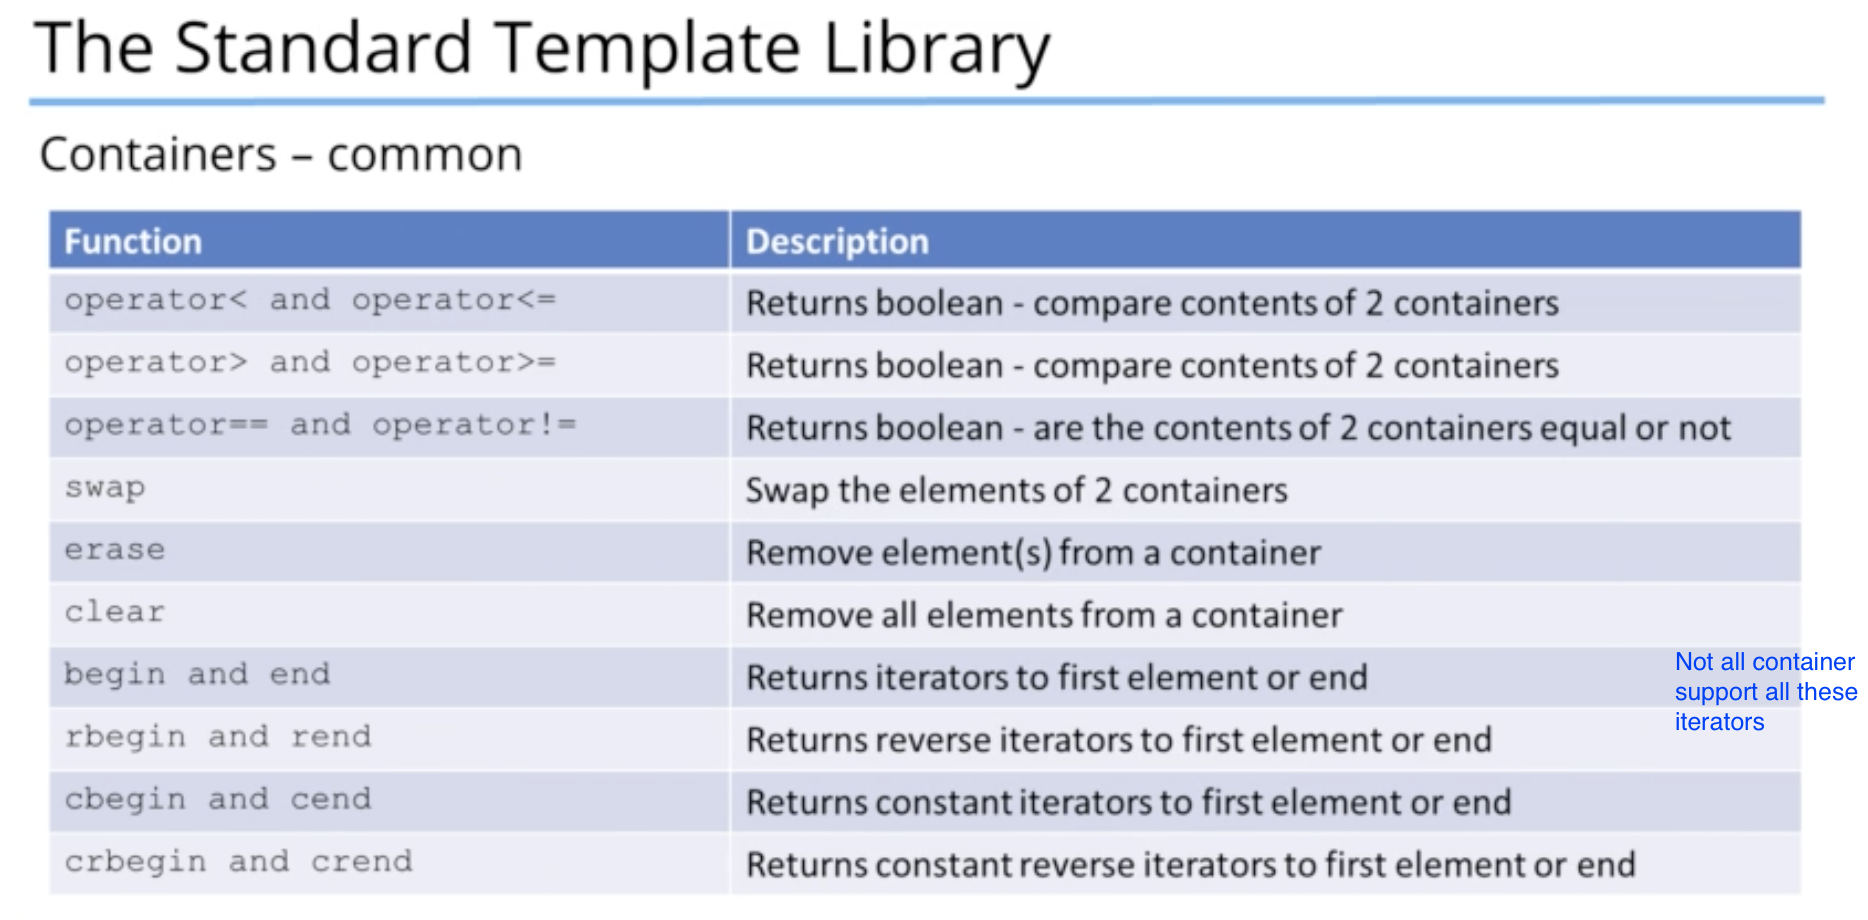 The Standard Template Library
Containers – common
Function Description
operator< and operator<= Returns boolean - compare contents of 2 containers
operator> and operator>= Returns boolean - compare contents of 2 containers
operator== and operator!= Returns boolean - are the contents of 2 containers equal or not
swap Swap the elements of 2 containers
erase Remove element(s) from a container
clear Remove all elements from a container
begin and end Returns iterators to first element or end
rbegin and rend Returns reverse iterators to first element or end
cbegin and cend Returns constant iterators to first element or end
crbegin and crend Returns constant reverse iterators to first element or end
Not all container
support all these
iterators